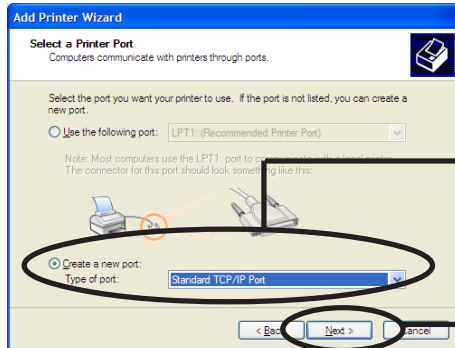 Add Printer Wizard
Select a Printer Port
Computers communicate with printers through ports.
Select the port you want your printer to use. If the port is not listed, you can create a
new port.
Use the following port: LPT1: (Recommended Printer Port)
Note: Most computers use the LPT1: port to communicate with a local printer.
The connector for this port should look something like this:
Create a new port:
Type of port: Standard TCP/IP Port
< Back Next > Cancel